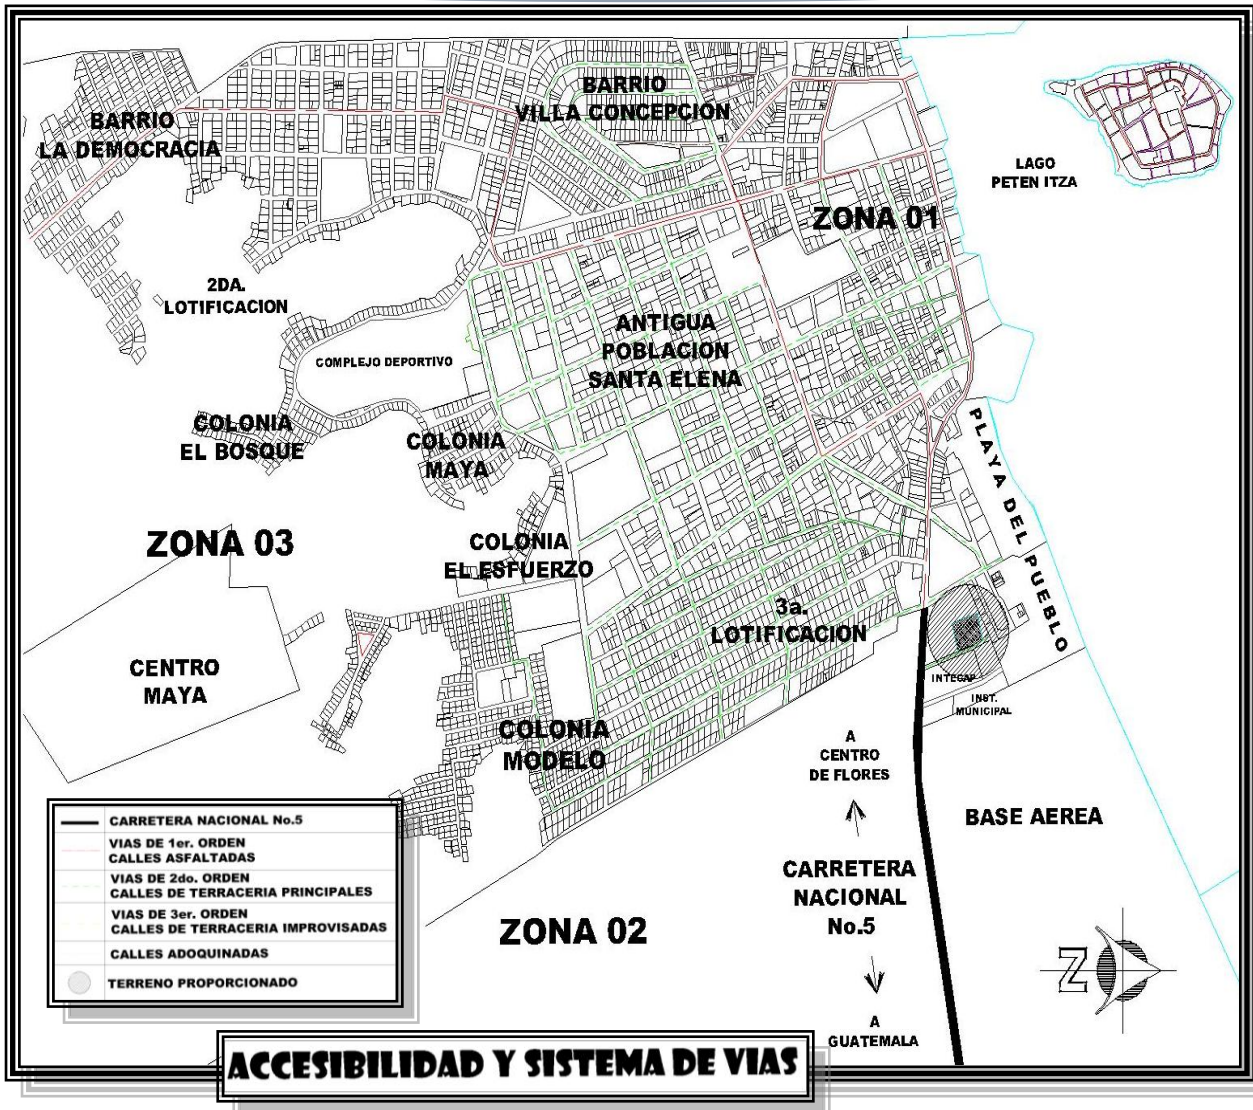 BARRIO
LA DEMOCRACIA
BARRIO
VILLA CONCEPCION
LAGO
PETEN ITZA
ZONA 01
2DA.
LOTIFICACION
ANTIGUA
POBLACION
SANTA ELENA
COMPLEJO DEPORTIVO
COLONIA
EL BOSQUE
COLONIA
MAYA
PLAYA DEL PUEBLO
ZONA 03
COLONIA
EL ESFUERZO
3a.
LOTIFICACION
CENTRO
MAYA
INTECAP
INST.
MUNICIPAL
COLONIA
MODELO
A
CENTRO
DE FLORES
BASE AEREA
CARRETERA
NACIONAL
No.5
ZONA 02
A
GUATEMALA
N
CARRETERA NACIONAL No.5
VIAS DE 1er. ORDEN
CALLES ASFALTADAS
VIAS DE 2do. ORDEN
CALLES DE TERRACERIA PRINCIPALES
VIAS DE 3er. ORDEN
CALLES DE TERRACERIA IMPROVISADAS
CALLES ADOQUINADAS
TERRENO PROPORCIONADO
ACCESIBILIDAD Y SISTEMA DE VIAS